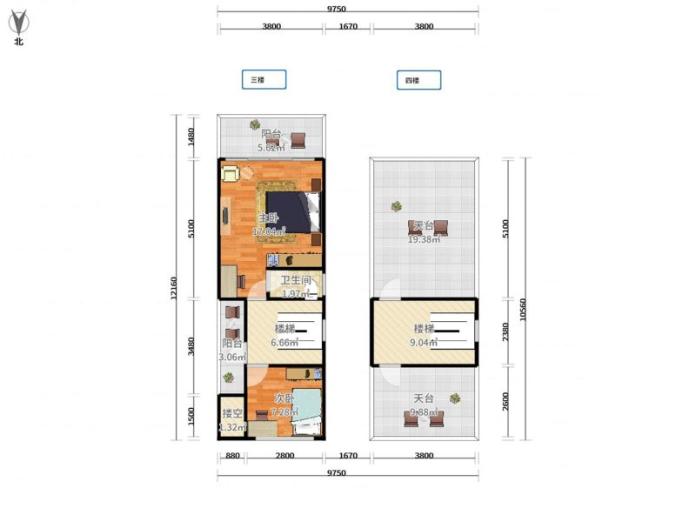 北
9750
3800
1670
3800
三楼
四楼
1480
5100
12160
3480
1500
5100
10560
2380
2600
阳台
5.62㎡
主卧
17.04㎡
卫生间
1.97㎡
楼梯
6.66㎡
阳台
3.06㎡
次卧
7.28㎡
搂空
1.32㎡
天台
19.38㎡
楼梯
9.04㎡
天台
9.88㎡
880
2800
1670
3800
9750